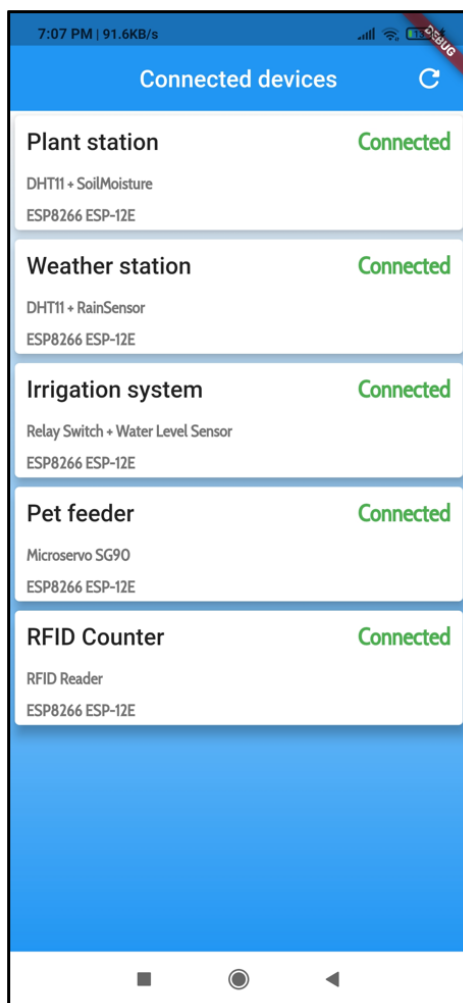 7:07 PM | 91.6KB/s
DEBUG
Connected devices
Plant station
Connected
DHT11 + SoilMoisture
ESP8266 ESP-12E
Weather station
Connected
DHT11 + RainSensor
ESP8266 ESP-12E
Irrigation system
Connected
Relay Switch + Water Level Sensor
ESP8266 ESP-12E
Pet feeder
Connected
Microservo SG90
ESP8266 ESP-12E
RFID Counter
Connected
RFID Reader
ESP8266 ESP-12E